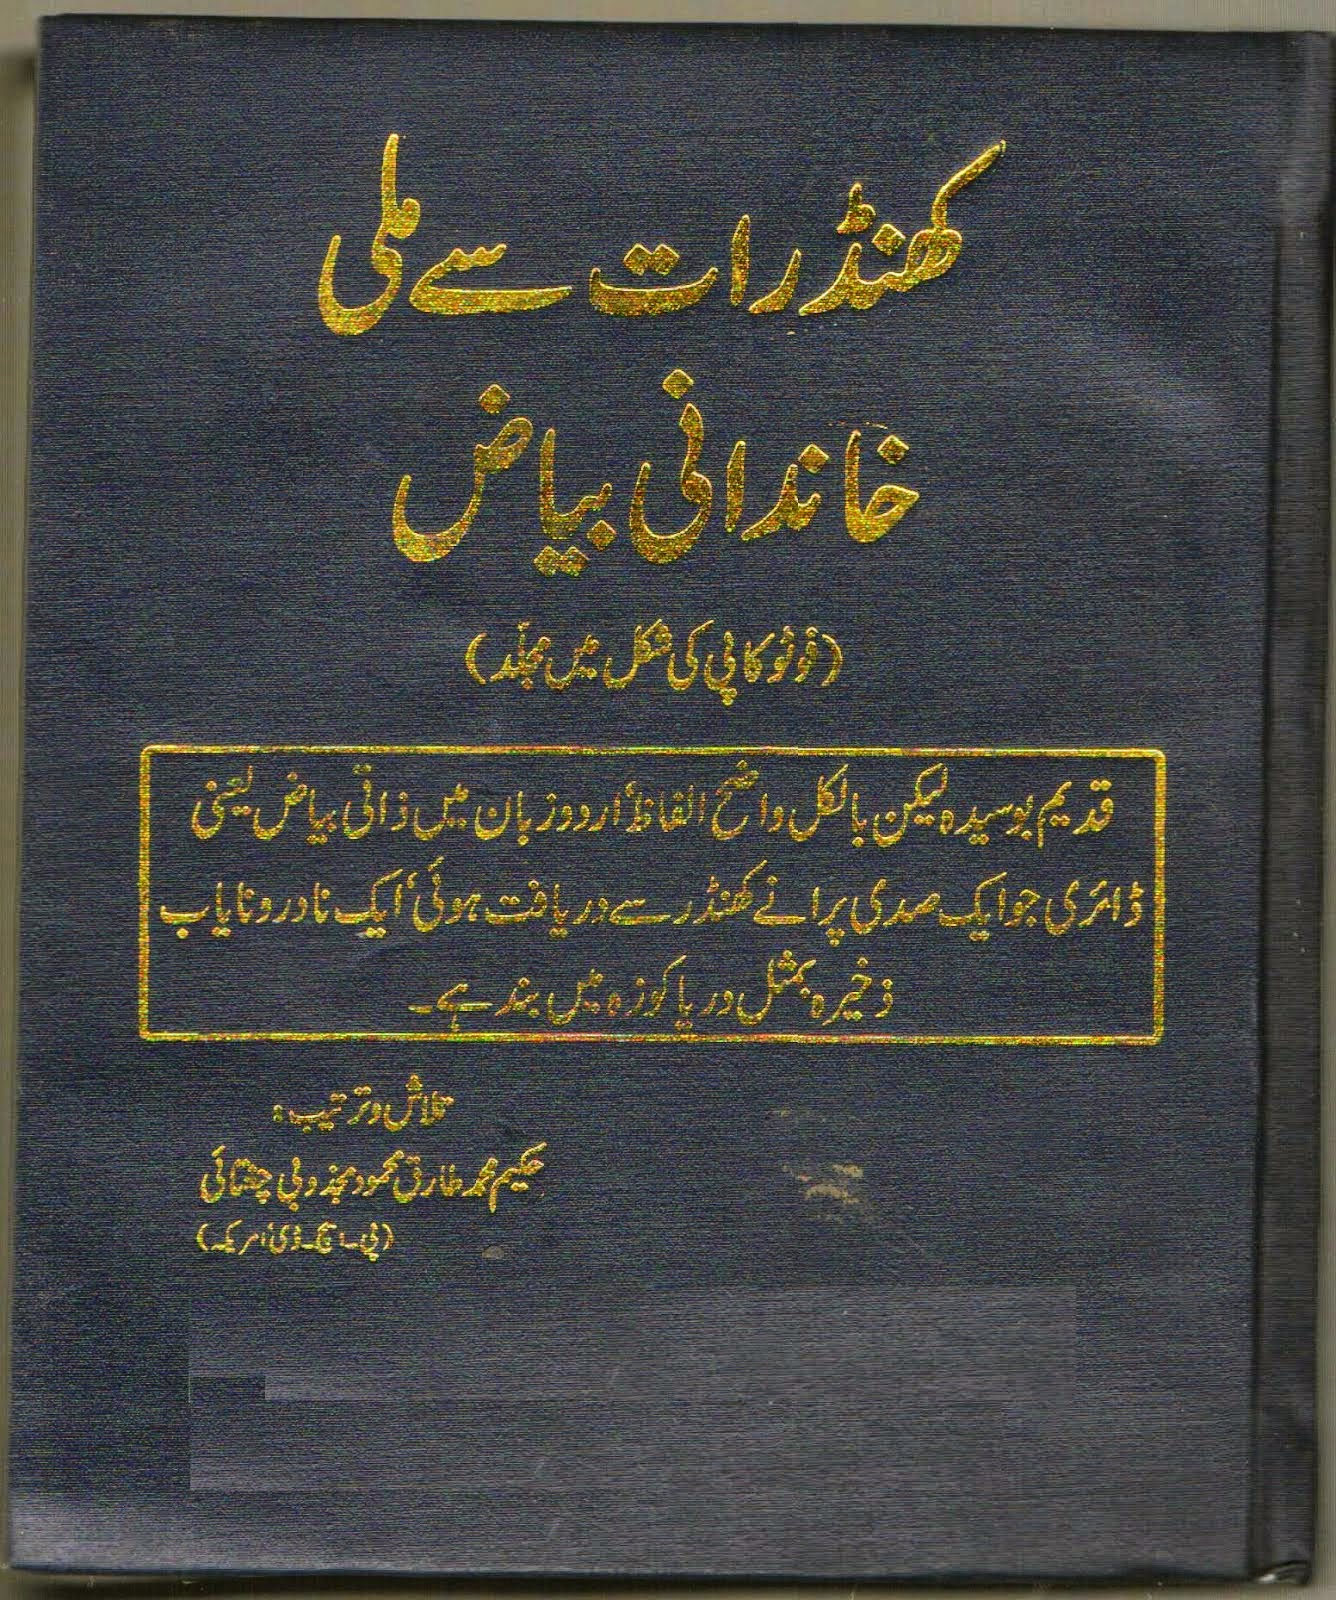 کھنڈرات سے ملی
خاندانی بیاض
(فوٹو کاپی کی شکل میں مجلّد)
قدیم بوسیدہ لیکن بالکل واضح الفاظ' اردو زبان میں ذاتی بیاض یعنی
ڈائری جو ایک صدی پرانے کھنڈر سے دریافت ہوئی' ایک نادر و نایاب
ذخیرہ بمثل دریا کوزہ میں بند ہے۔
تلاش و ترتیب:
حکیم محمد طارق محمود مجذوبی چغتائی
(پی۔ایچ۔ڈی' امریکہ)